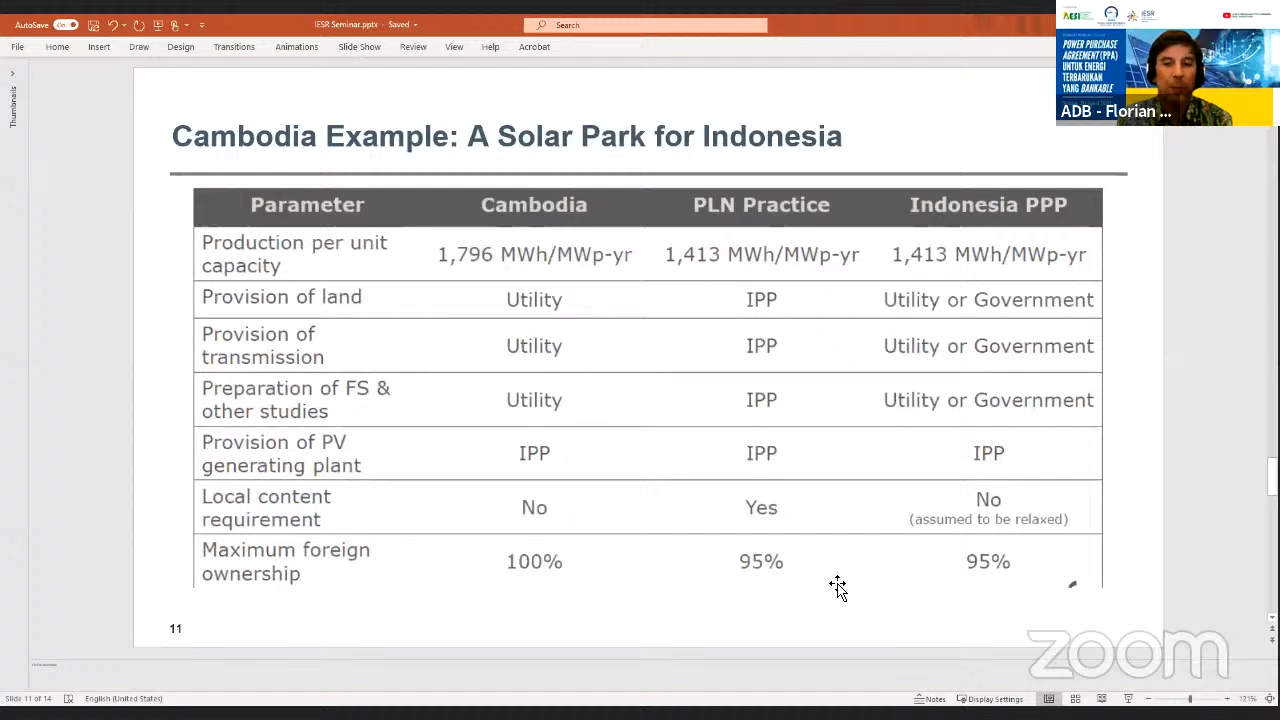 AutoSave On
IESR Seminar.pptx - Saved
Search
File Home Insert Draw Design Transitions Animations Slide Show Review View Help Acrobat
Thumbnails
AESI
IESR
POWER PURCHASE
AGREEMENT (PPA)
UNTUK ENERGI
TERBARUKAN
YANG BANKABLE
ADB - Florian ...
Cambodia Example: A Solar Park for Indonesia
Parameter Cambodia PLN Practice Indonesia PPP
Production per unit
capacity
1,796 MWh/MWp-yr 1,413 MWh/MWp-yr 1,413 MWh/MWp-yr
Provision of land Utility IPP Utility or Government
Provision of
transmission
Utility IPP Utility or Government
Preparation of FS &
other studies
Utility IPP Utility or Government
Provision of PV
generating plant
IPP IPP IPP
Local content
requirement
No Yes No
(assumed to be relaxed)
Maximum foreign
ownership
100% 95% 95%
11
zoom
Slide 11 of 14 English (United States) Notes Display Settings 121%